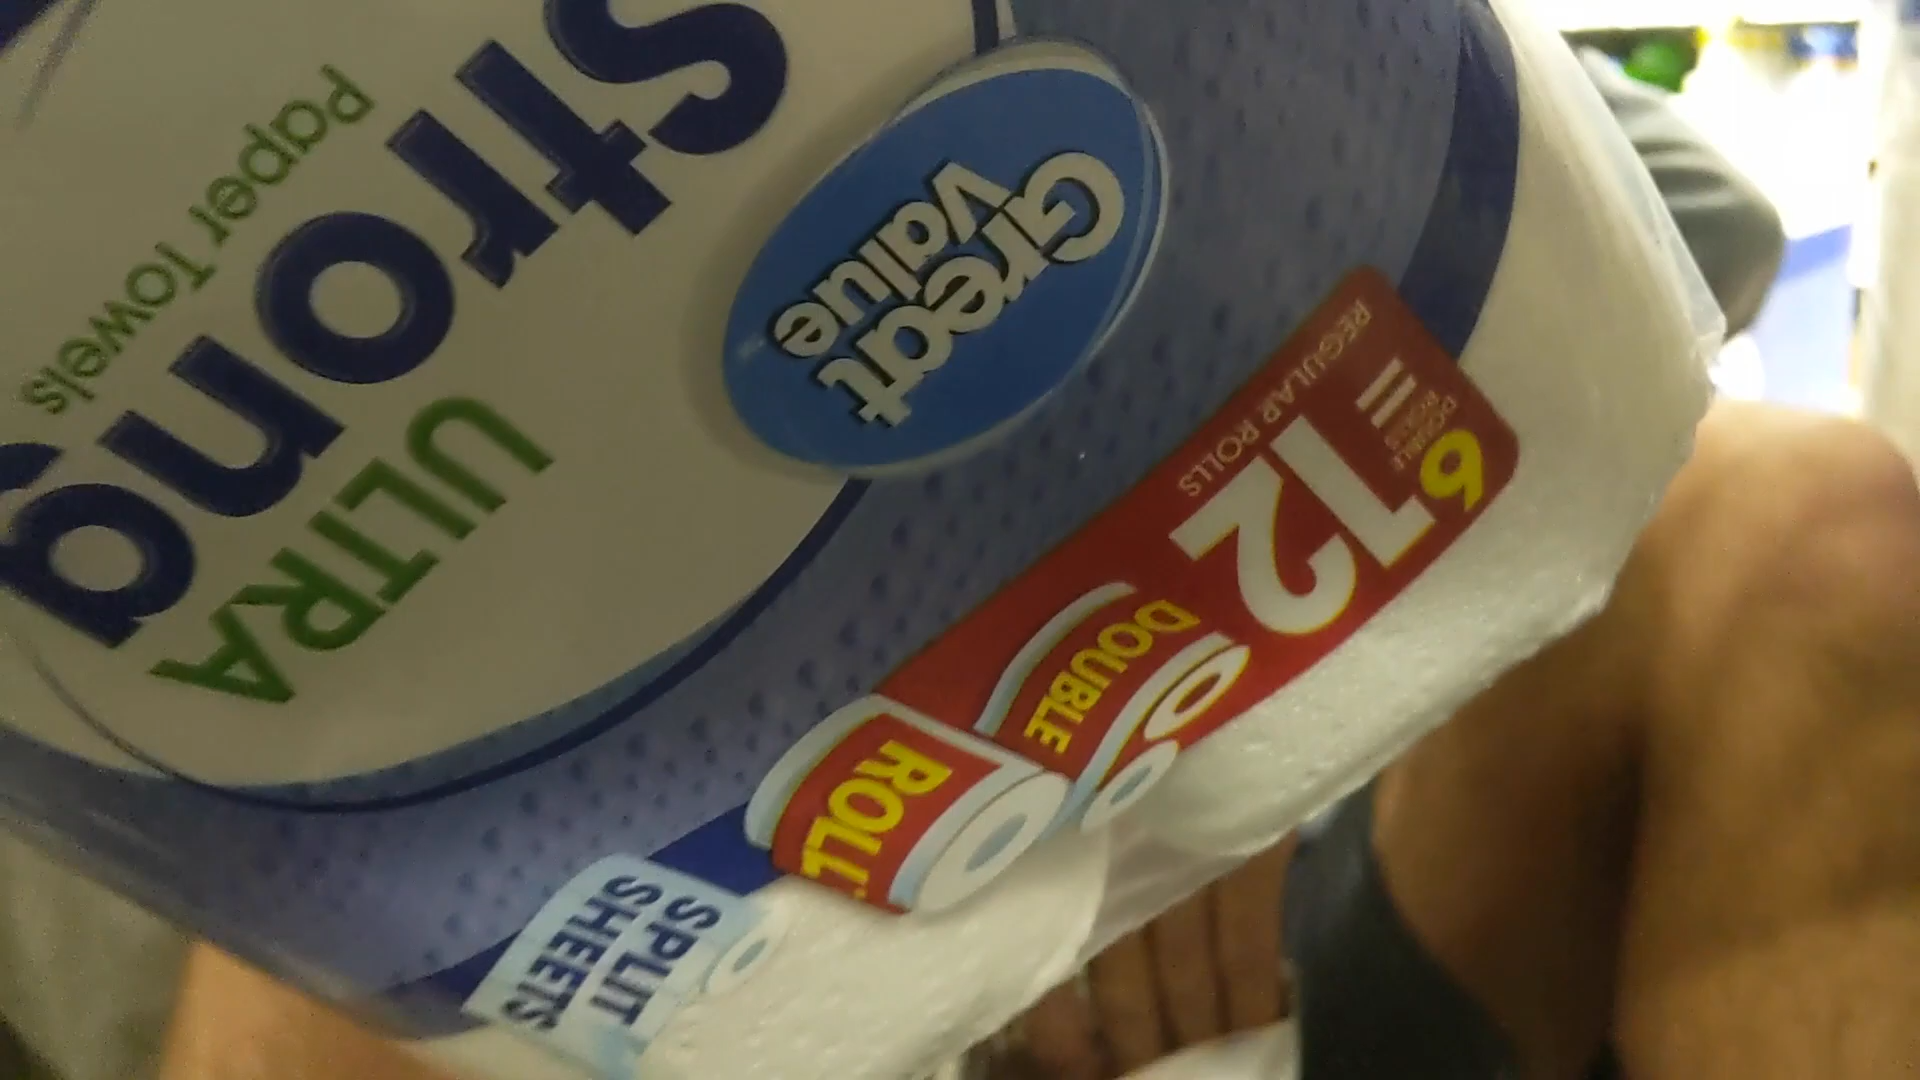 Great
Value
ULTRA
Strong
Paper Towels
6
DOUBLE
ROLLS
=
12
REGULAR ROLLS
DOUBLE
ROLL
SPLIT
SHEETS